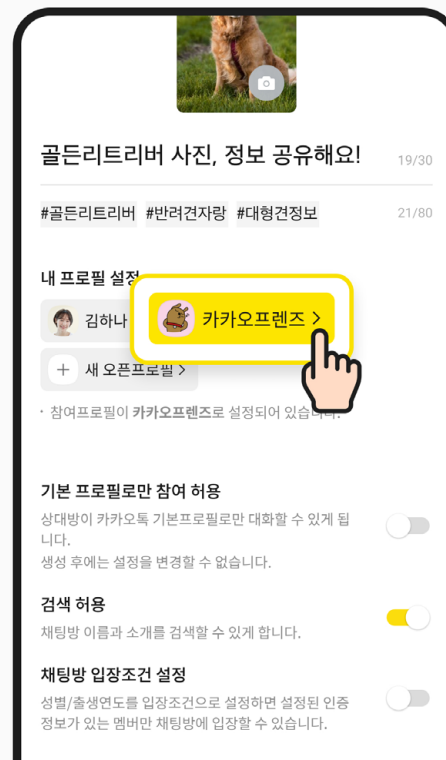 골든리트리버 사진, 정보 공유해요!
19/30
#골든리트리버 #반려견자랑 #대형견정보
21/80
내 프로필 설정
김하나
카카오프렌즈 >
+ 새 오픈프로필 >
· 참여프로필이 카카오프렌즈로 설정되어 있습니다.
기본 프로필로만 참여 허용
상대방이 카카오톡 기본프로필로만 대화할 수 있게 됩
니다.
생성 후에는 설정을 변경할 수 없습니다.
검색 허용
채팅방 이름과 소개를 검색할 수 있게 합니다.
채팅방 입장조건 설정
성별/출생연도를 입장조건으로 설정하면 설정된 인증
정보가 있는 멤버만 채팅방에 입장할 수 있습니다.